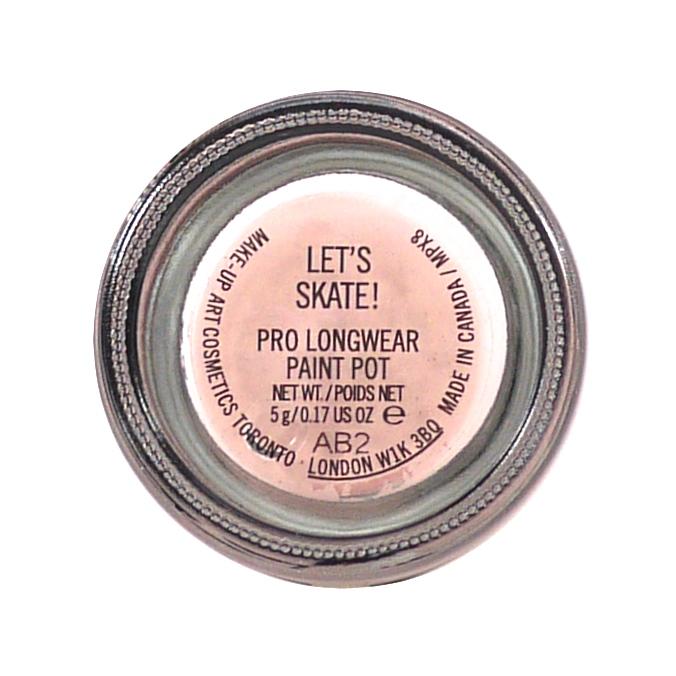 LET'S
SKATE!
PRO LONGWEAR
PAINT POT
NET WT./POIDS NET
5 g/0.17 US OZ e
AB2
MAKE-UP ART COSMETICS TORONTO · LONDON W1K 3BQ MADE IN CANADA / MPX8